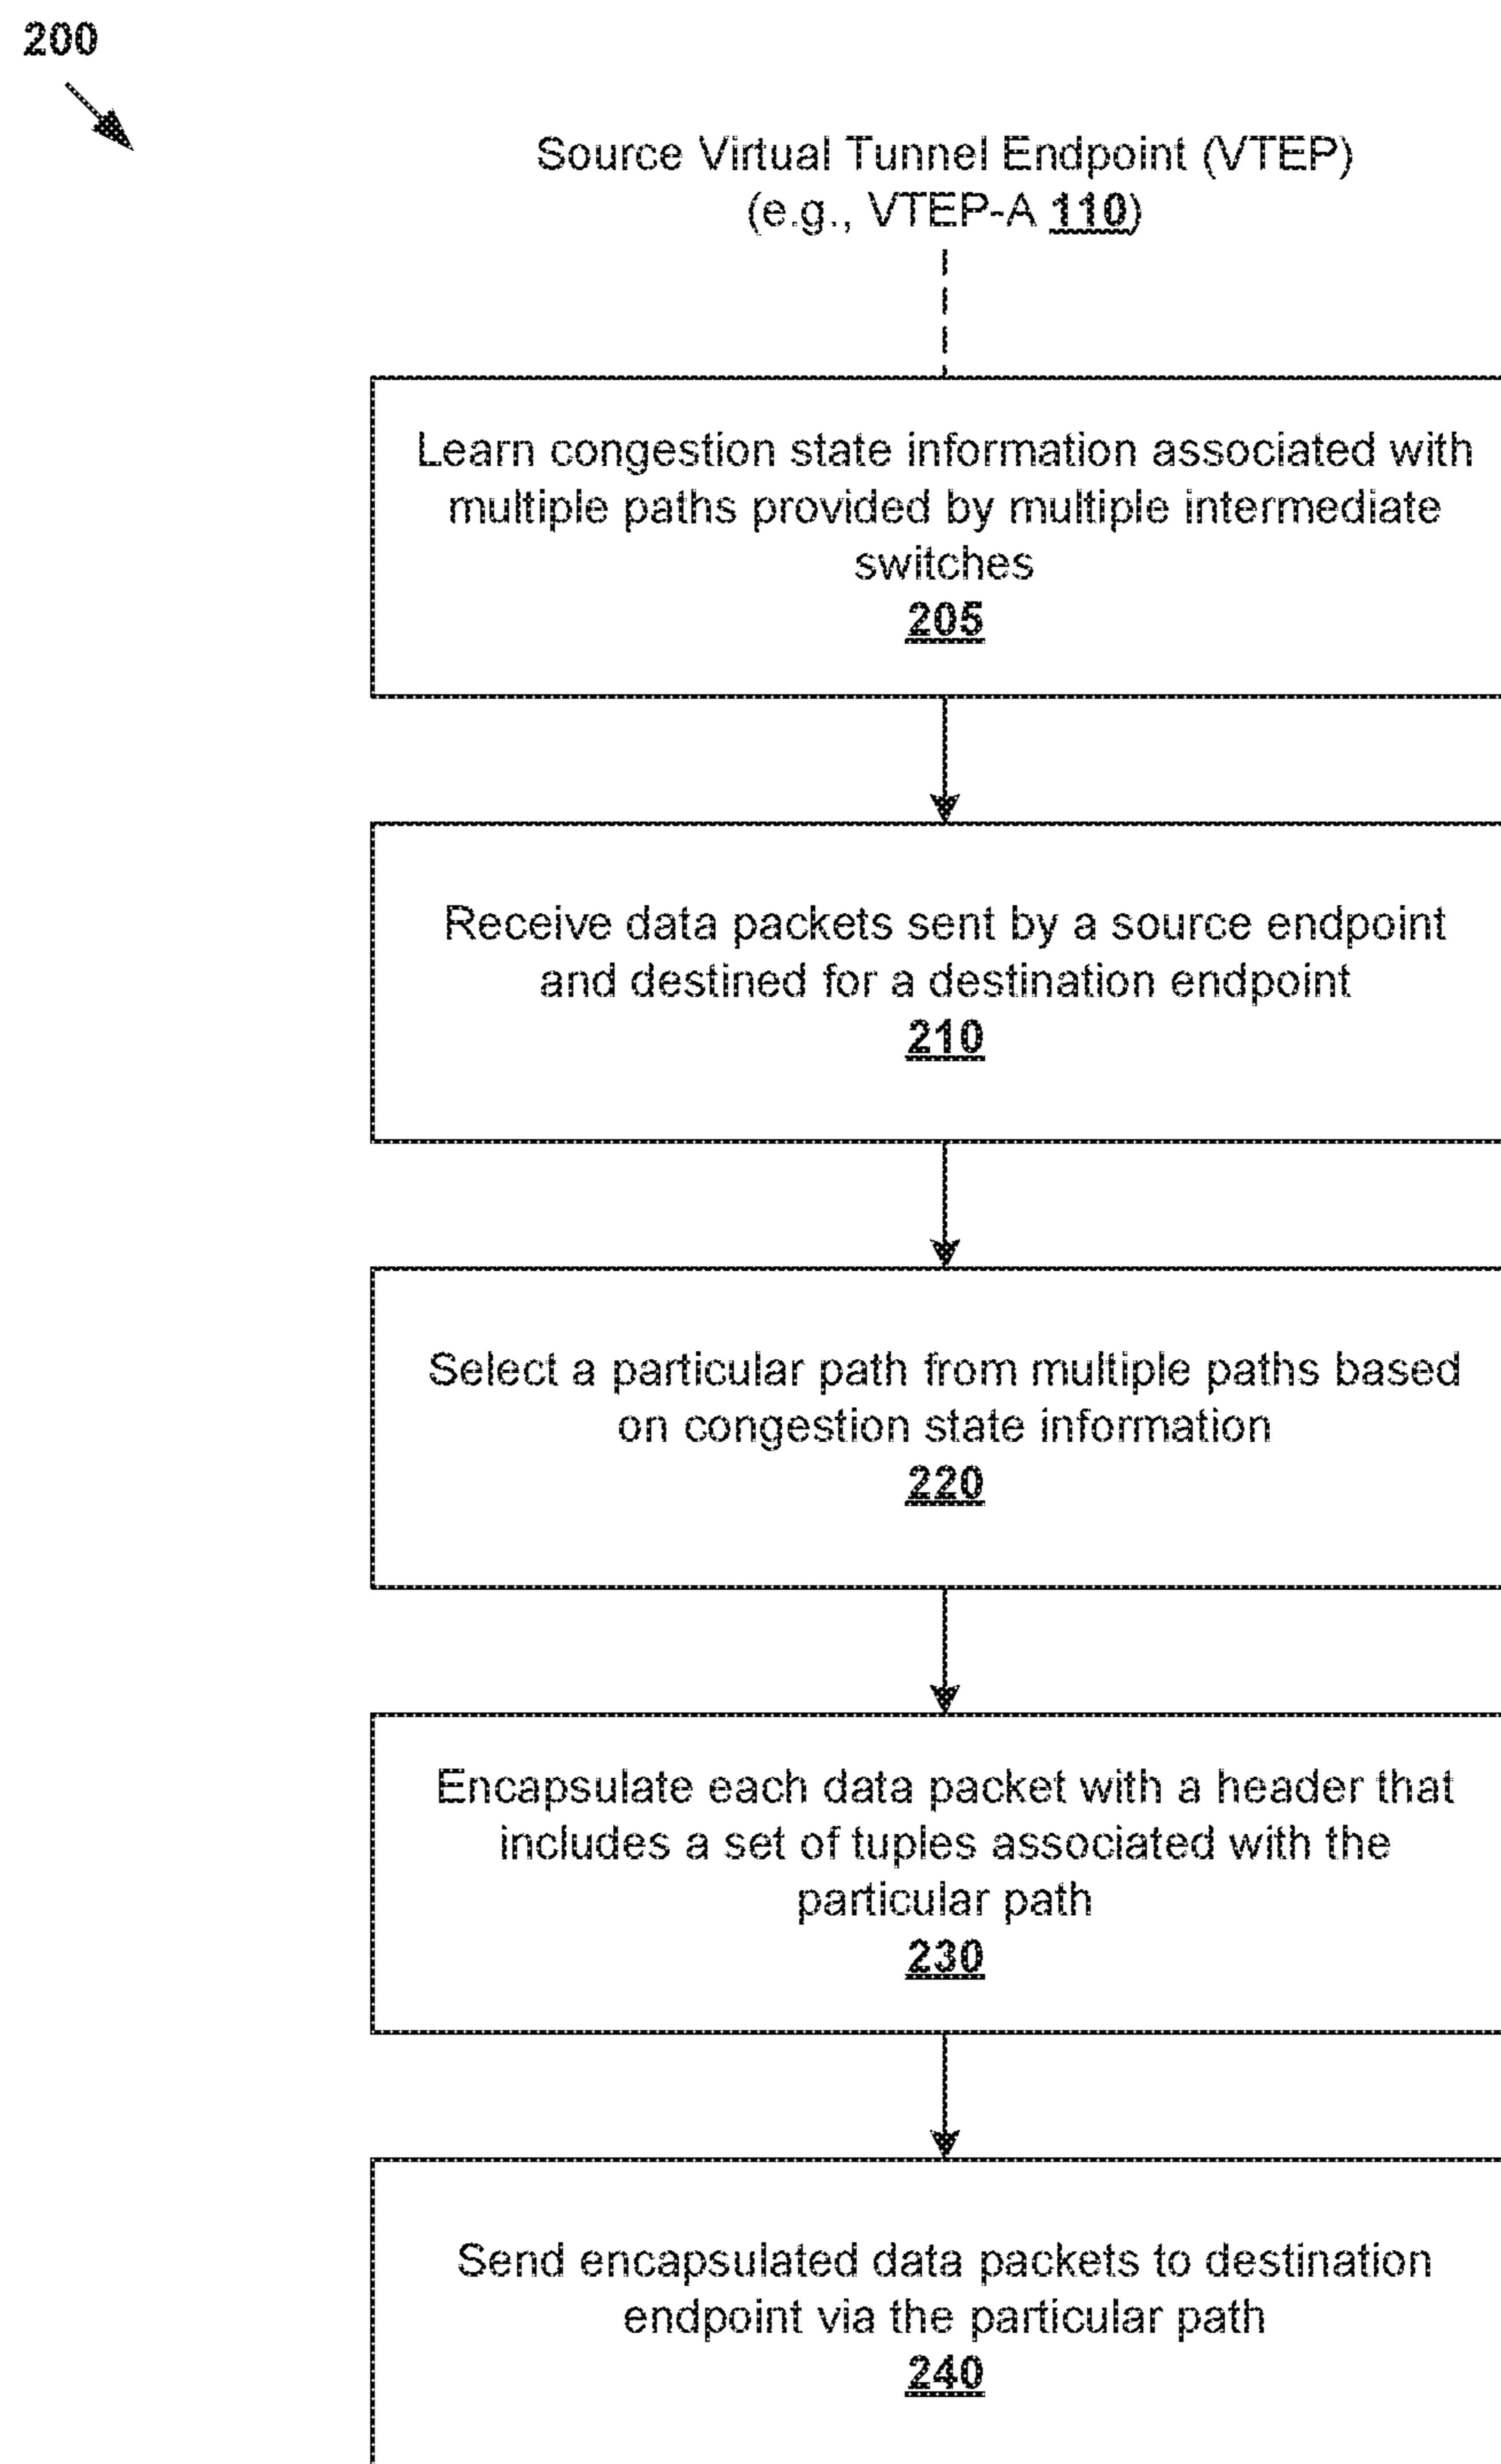 200
Source Virtual Tunnel Endpoint (VTEP)
(e.g., VTEP-A 110)
Learn congestion state information associated with
multiple paths provided by multiple intermediate
switches
205
Receive data packets sent by a source endpoint
and destined for a destination endpoint
210
Select a particular path from multiple paths based
on congestion state information
220
Encapsulate each data packet with a header that
includes a set of tuples associated with the
particular path
230
Send encapsulated data packets to destination
endpoint via the particular path
240